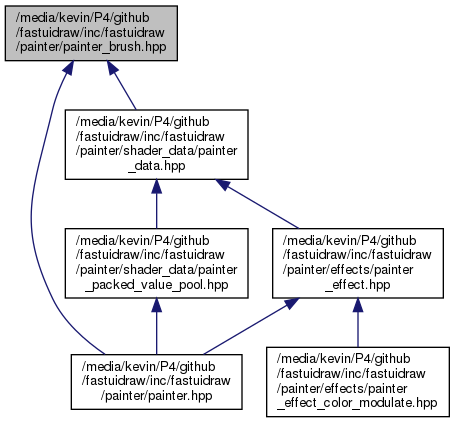 /media/kevin/P4/github
/fastuidraw/inc/fastuidraw
/painter/painter_brush.hpp
/media/kevin/P4/github
/fastuidraw/inc/fastuidraw
/painter/shader_data/painter
_data.hpp
/media/kevin/P4/github
/fastuidraw/inc/fastuidraw
/painter/shader_data/painter
_packed_value_pool.hpp
/media/kevin/P4/github
/fastuidraw/inc/fastuidraw
/painter/effects/painter
_effect.hpp
/media/kevin/P4/github
/fastuidraw/inc/fastuidraw
/painter/painter.hpp
/media/kevin/P4/github
/fastuidraw/inc/fastuidraw
/painter/effects/painter
_effect_color_modulate.hpp